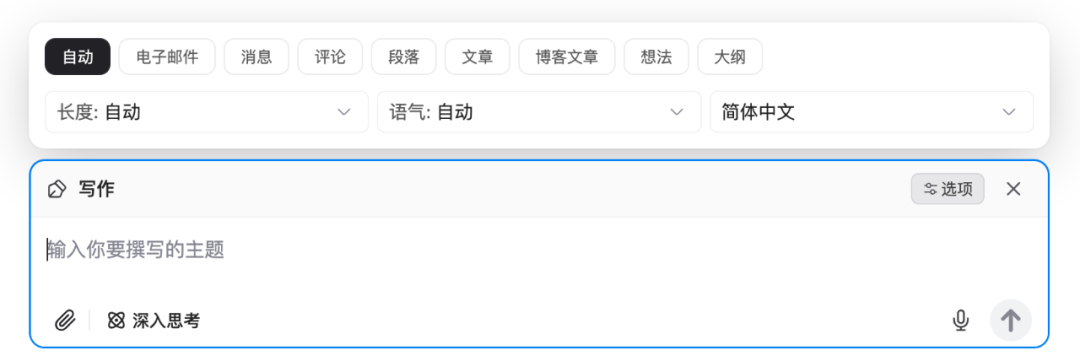 自动 电子邮件 消息 评论 段落 文章 博客文章 想法 大纲
长度: 自动 语气: 自动 简体中文
写作 选项
输入你要撰写的主题
深入思考